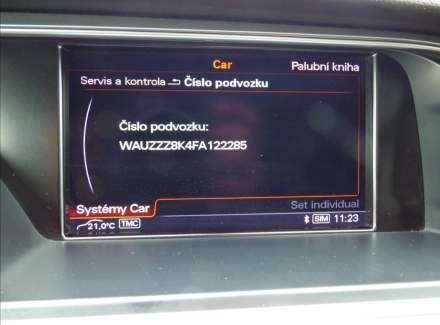 Car
Palubní kniha
Servis a kontrola Číslo podvozku
Číslo podvozku:
WAUZZZ8K4FA122285
Systémy Car
Set individual
21,0°C TMC
SIM 11:23